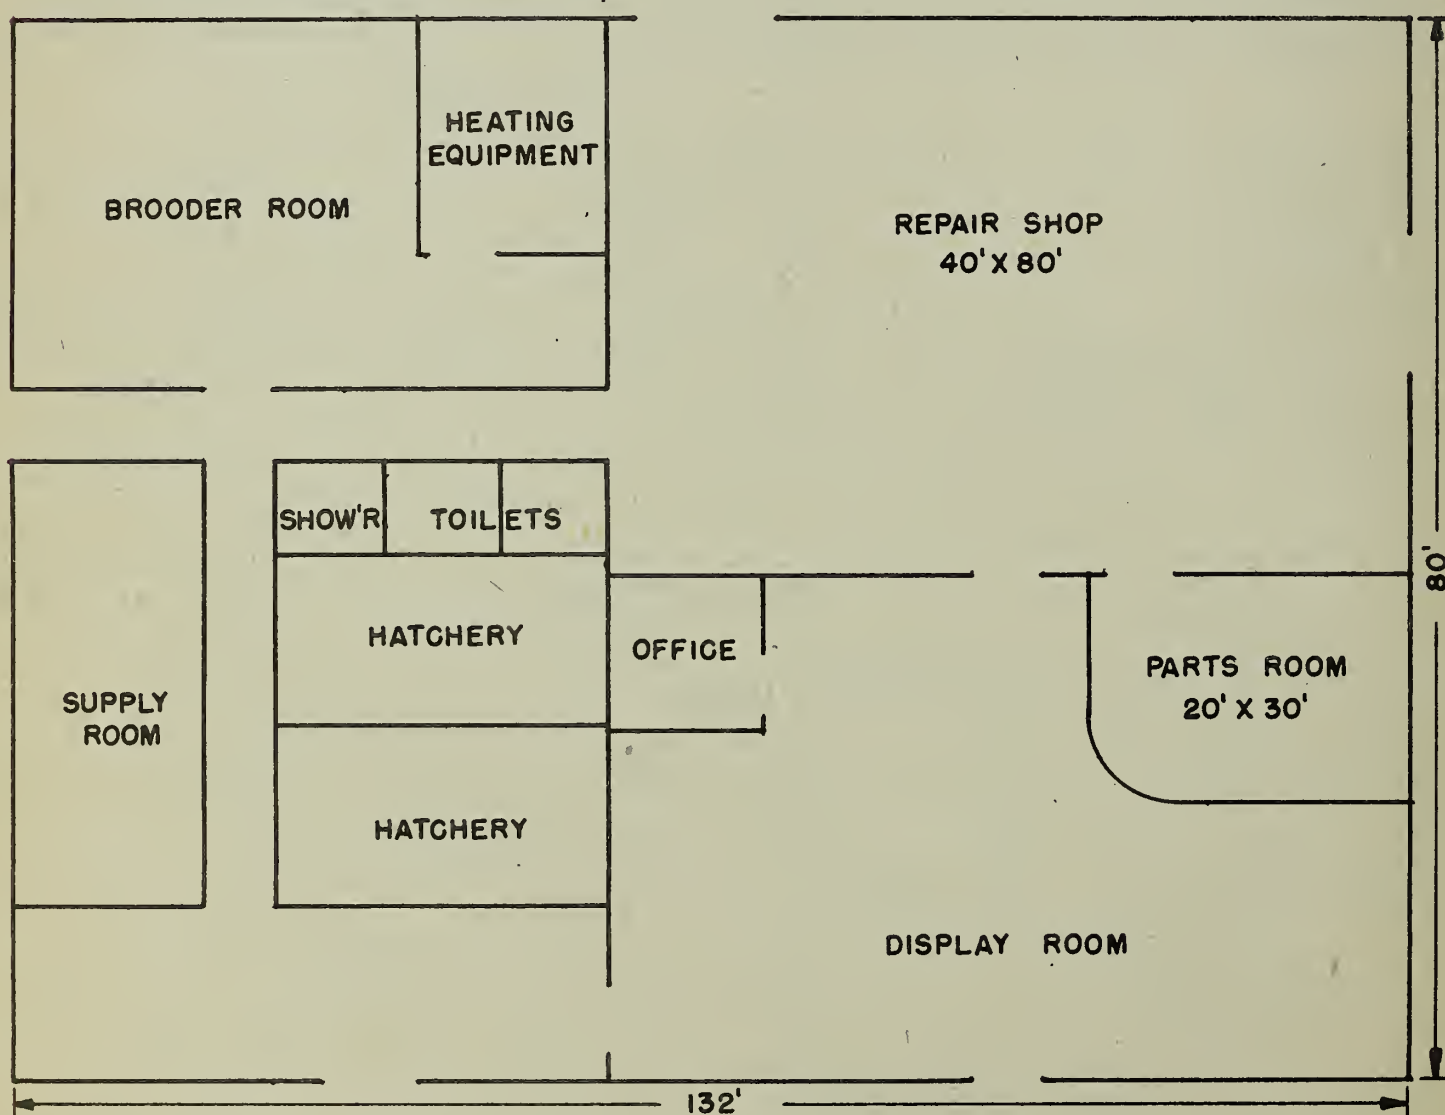 HEATING
EQUIPMENT
BROODER ROOM
REPAIR SHOP
40' X 80'
SHOW'R
TOILETS
HATCHERY
OFFICE
PARTS ROOM
20' X 30'
SUPPLY
ROOM
HATCHERY
DISPLAY ROOM
80'
132'